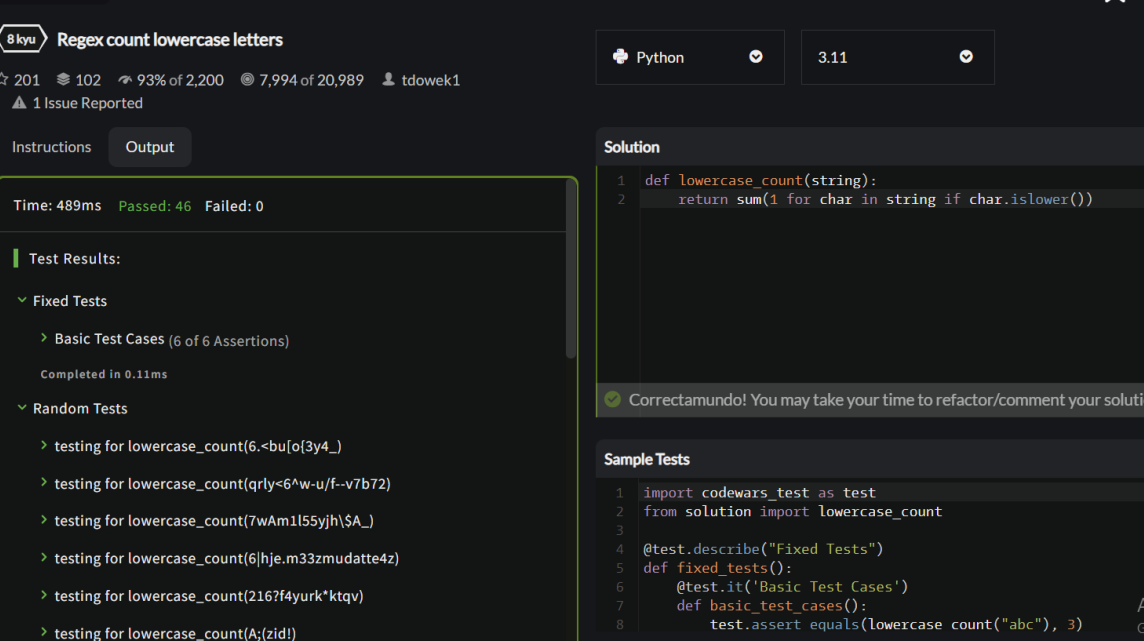 8 kyu Regex count lowercase letters
201 102 93% of 2,200 7,994 of 20,989 tdowek1
1 Issue Reported
Instructions Output
Time: 489ms Passed: 46 Failed: 0
Test Results:
Fixed Tests
Basic Test Cases (6 of 6 Assertions)
Completed in 0.11ms
Random Tests
testing for lowercase_count(6.<bu[o{3y4_)
testing for lowercase_count(qrly<6^w-u/f--v7b72)
testing for lowercase_count(7wAm1l55yjh\$A_)
testing for lowercase_count(6|hje.m33zmudatte4z)
testing for lowercase_count(216?f4yurk*ktqv)
testing for lowercase_count(A;(zid!)
Python 3.11
Solution
1 def lowercase_count(string):
2 return sum(1 for char in string if char.islower())
Correctamundo! You may take your time to refactor/comment your soluti
Sample Tests
1 import codewars_test as test
2 from solution import lowercase_count
3
4 @test.describe("Fixed Tests")
5 def fixed_tests():
6 @test.it('Basic Test Cases')
7 def basic_test_cases():
8 test.assert_equals(lowercase_count("abc"), 3)